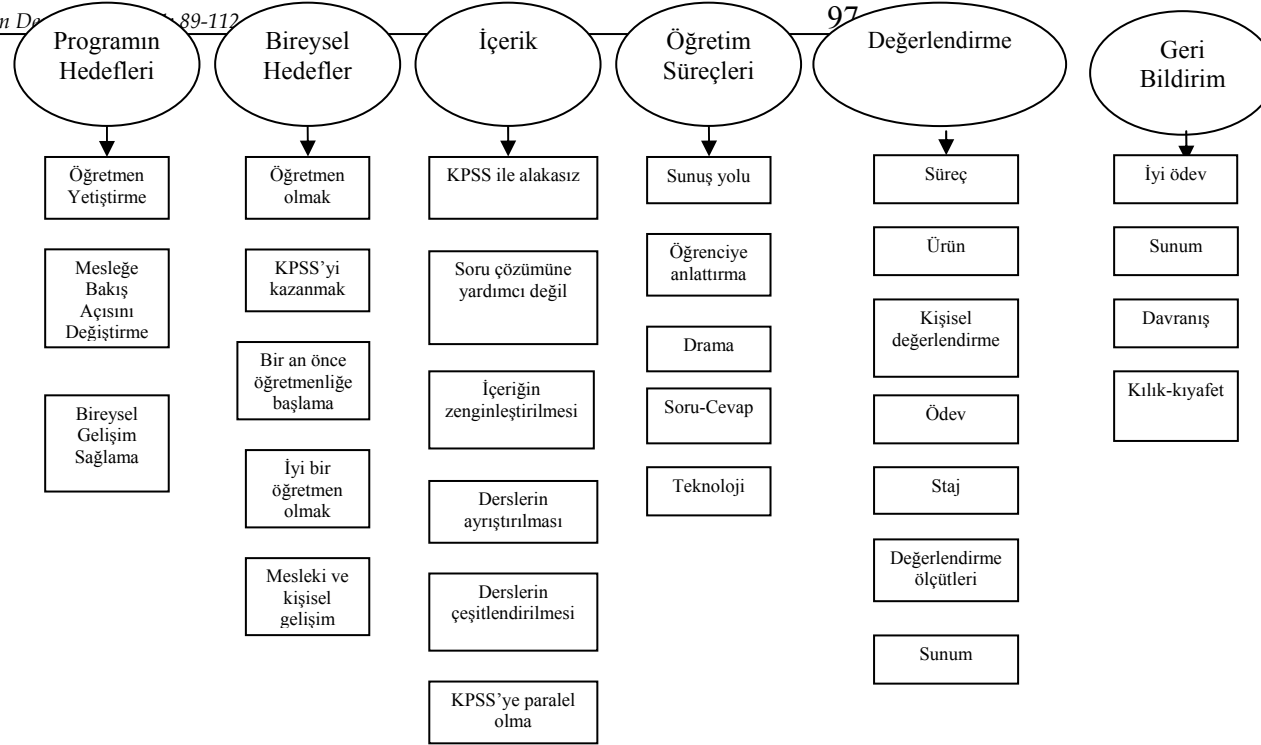 89-112
97
Programın
Hedefleri
Öğretmen
Yetiştirme
Mesleğe
Bakış
Açısını
Değiştirme
Bireysel
Gelişim
Sağlama
Bireysel
Hedefler
Öğretmen
olmak
KPSS’yi
kazanmak
Bir an önce
öğretmenliğe
başlama
İyi bir
öğretmen
olmak
Mesleki ve
kişisel
gelişim
İçerik
KPSS ile alakasız
Soru çözümüne
yardımcı değil
İçeriğin
zenginleştirilmesi
Derslerin
ayrıştırılması
Derslerin
çeşitlendirilmesi
KPSS’ye paralel
olma
Öğretim
Süreçleri
Sunuş yolu
Öğrenciye
anlattırma
Drama
Soru-Cevap
Teknoloji
Değerlendirme
Süreç
Ürün
Kişisel
değerlendirme
Ödev
Staj
Değerlendirme
ölçütleri
Sunum
Geri
Bildirim
İyi ödev
Sunum
Davranış
Kılık-kıyafet